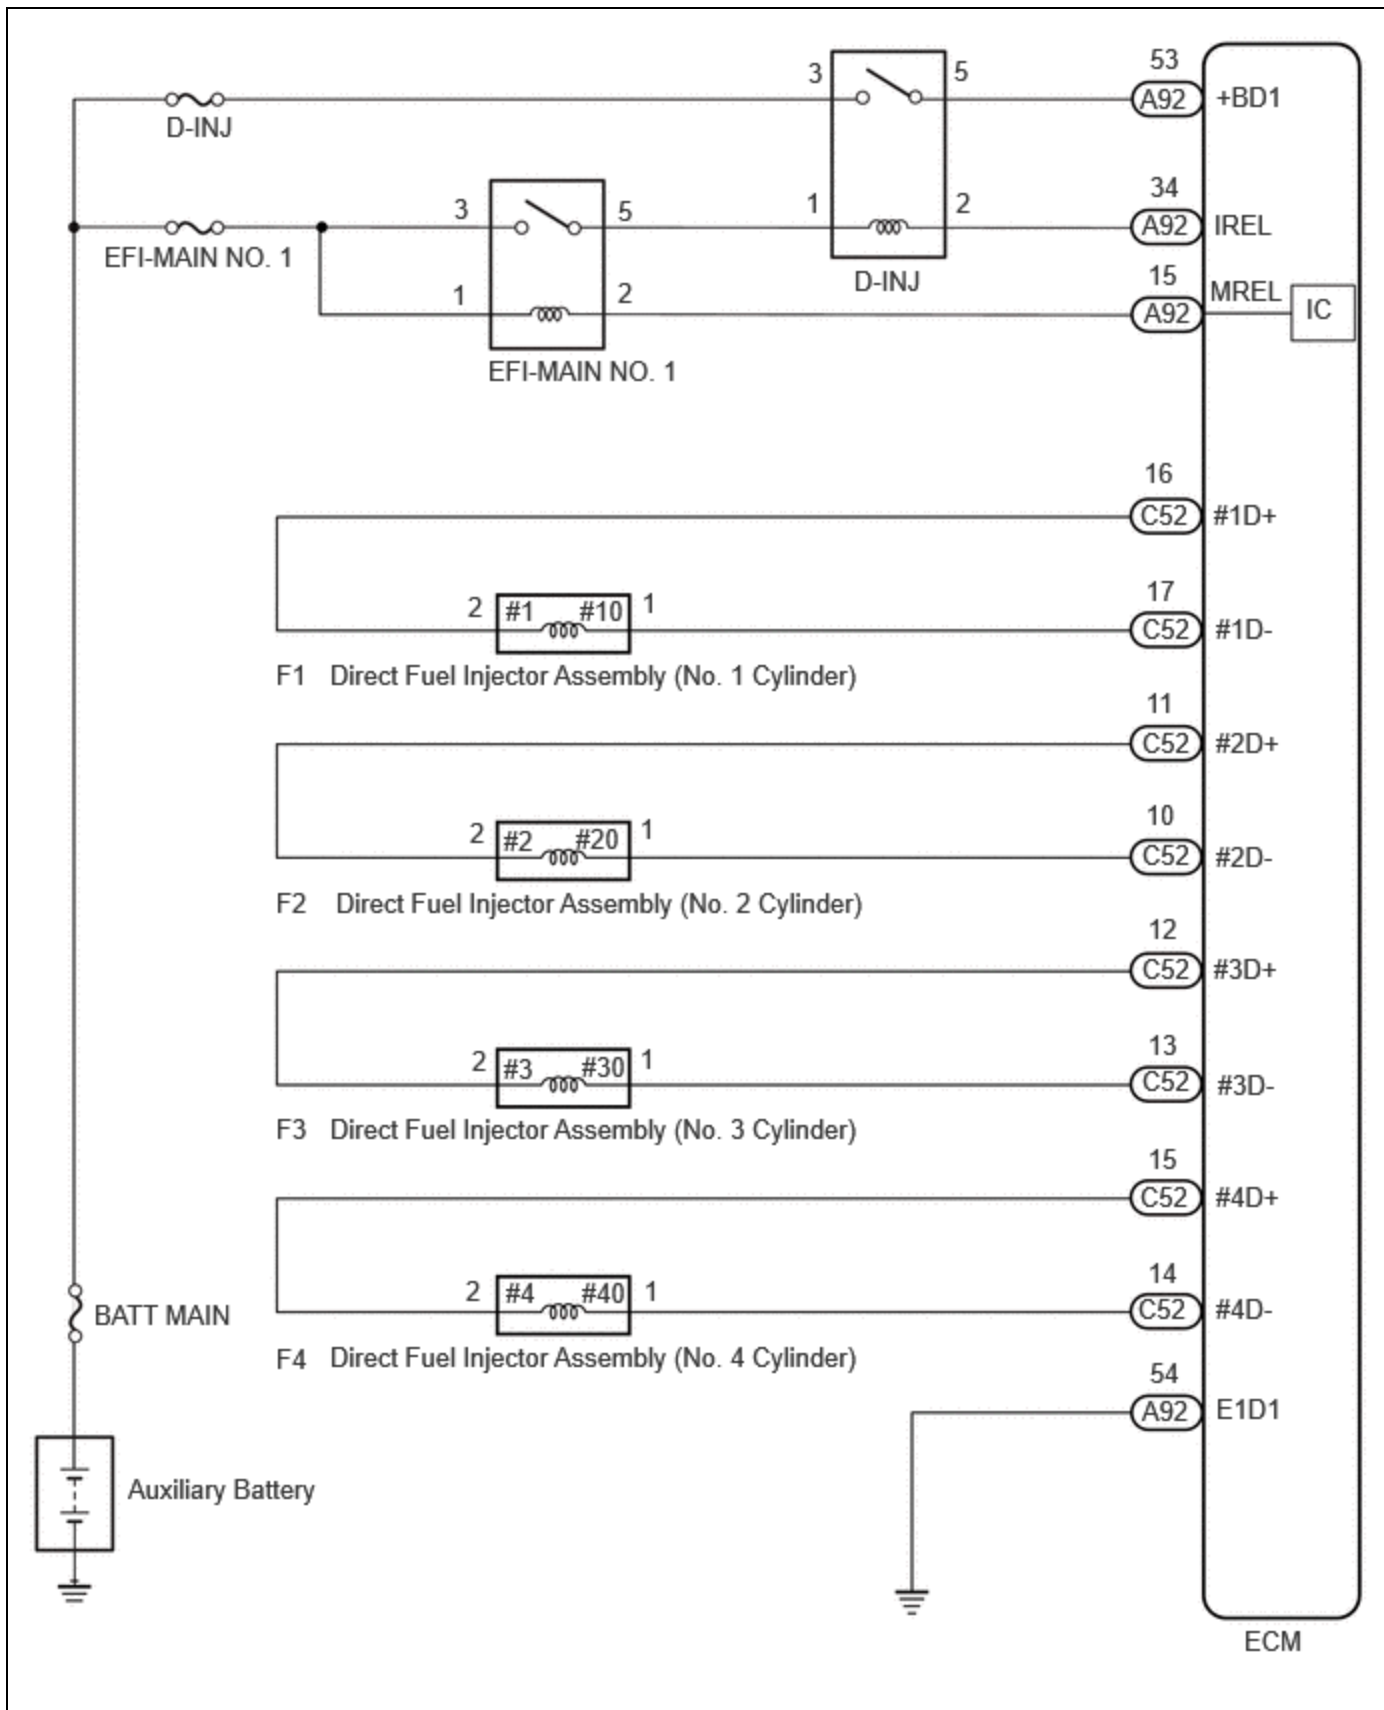 53
3 5
A92 +BD1
D-INJ
34
3 5 1 2
A92 IREL
EFI-MAIN NO. 1
D-INJ
15
1 2
MREL IC
A92
EFI-MAIN NO. 1
16
C52 #1D+
17
2 #1 #10 1
C52 #1D-
F1 Direct Fuel Injector Assembly (No. 1 Cylinder)
11
C52 #2D+
10
2 #2 #20 1
C52 #2D-
F2 Direct Fuel Injector Assembly (No. 2 Cylinder)
12
C52 #3D+
13
2 #3 #30 1
C52 #3D-
F3 Direct Fuel Injector Assembly (No. 3 Cylinder)
15
C52 #4D+
14
2 #4 #40 1
C52 #4D-
BATT MAIN
F4 Direct Fuel Injector Assembly (No. 4 Cylinder)
54
A92 E1D1
Auxiliary Battery
ECM